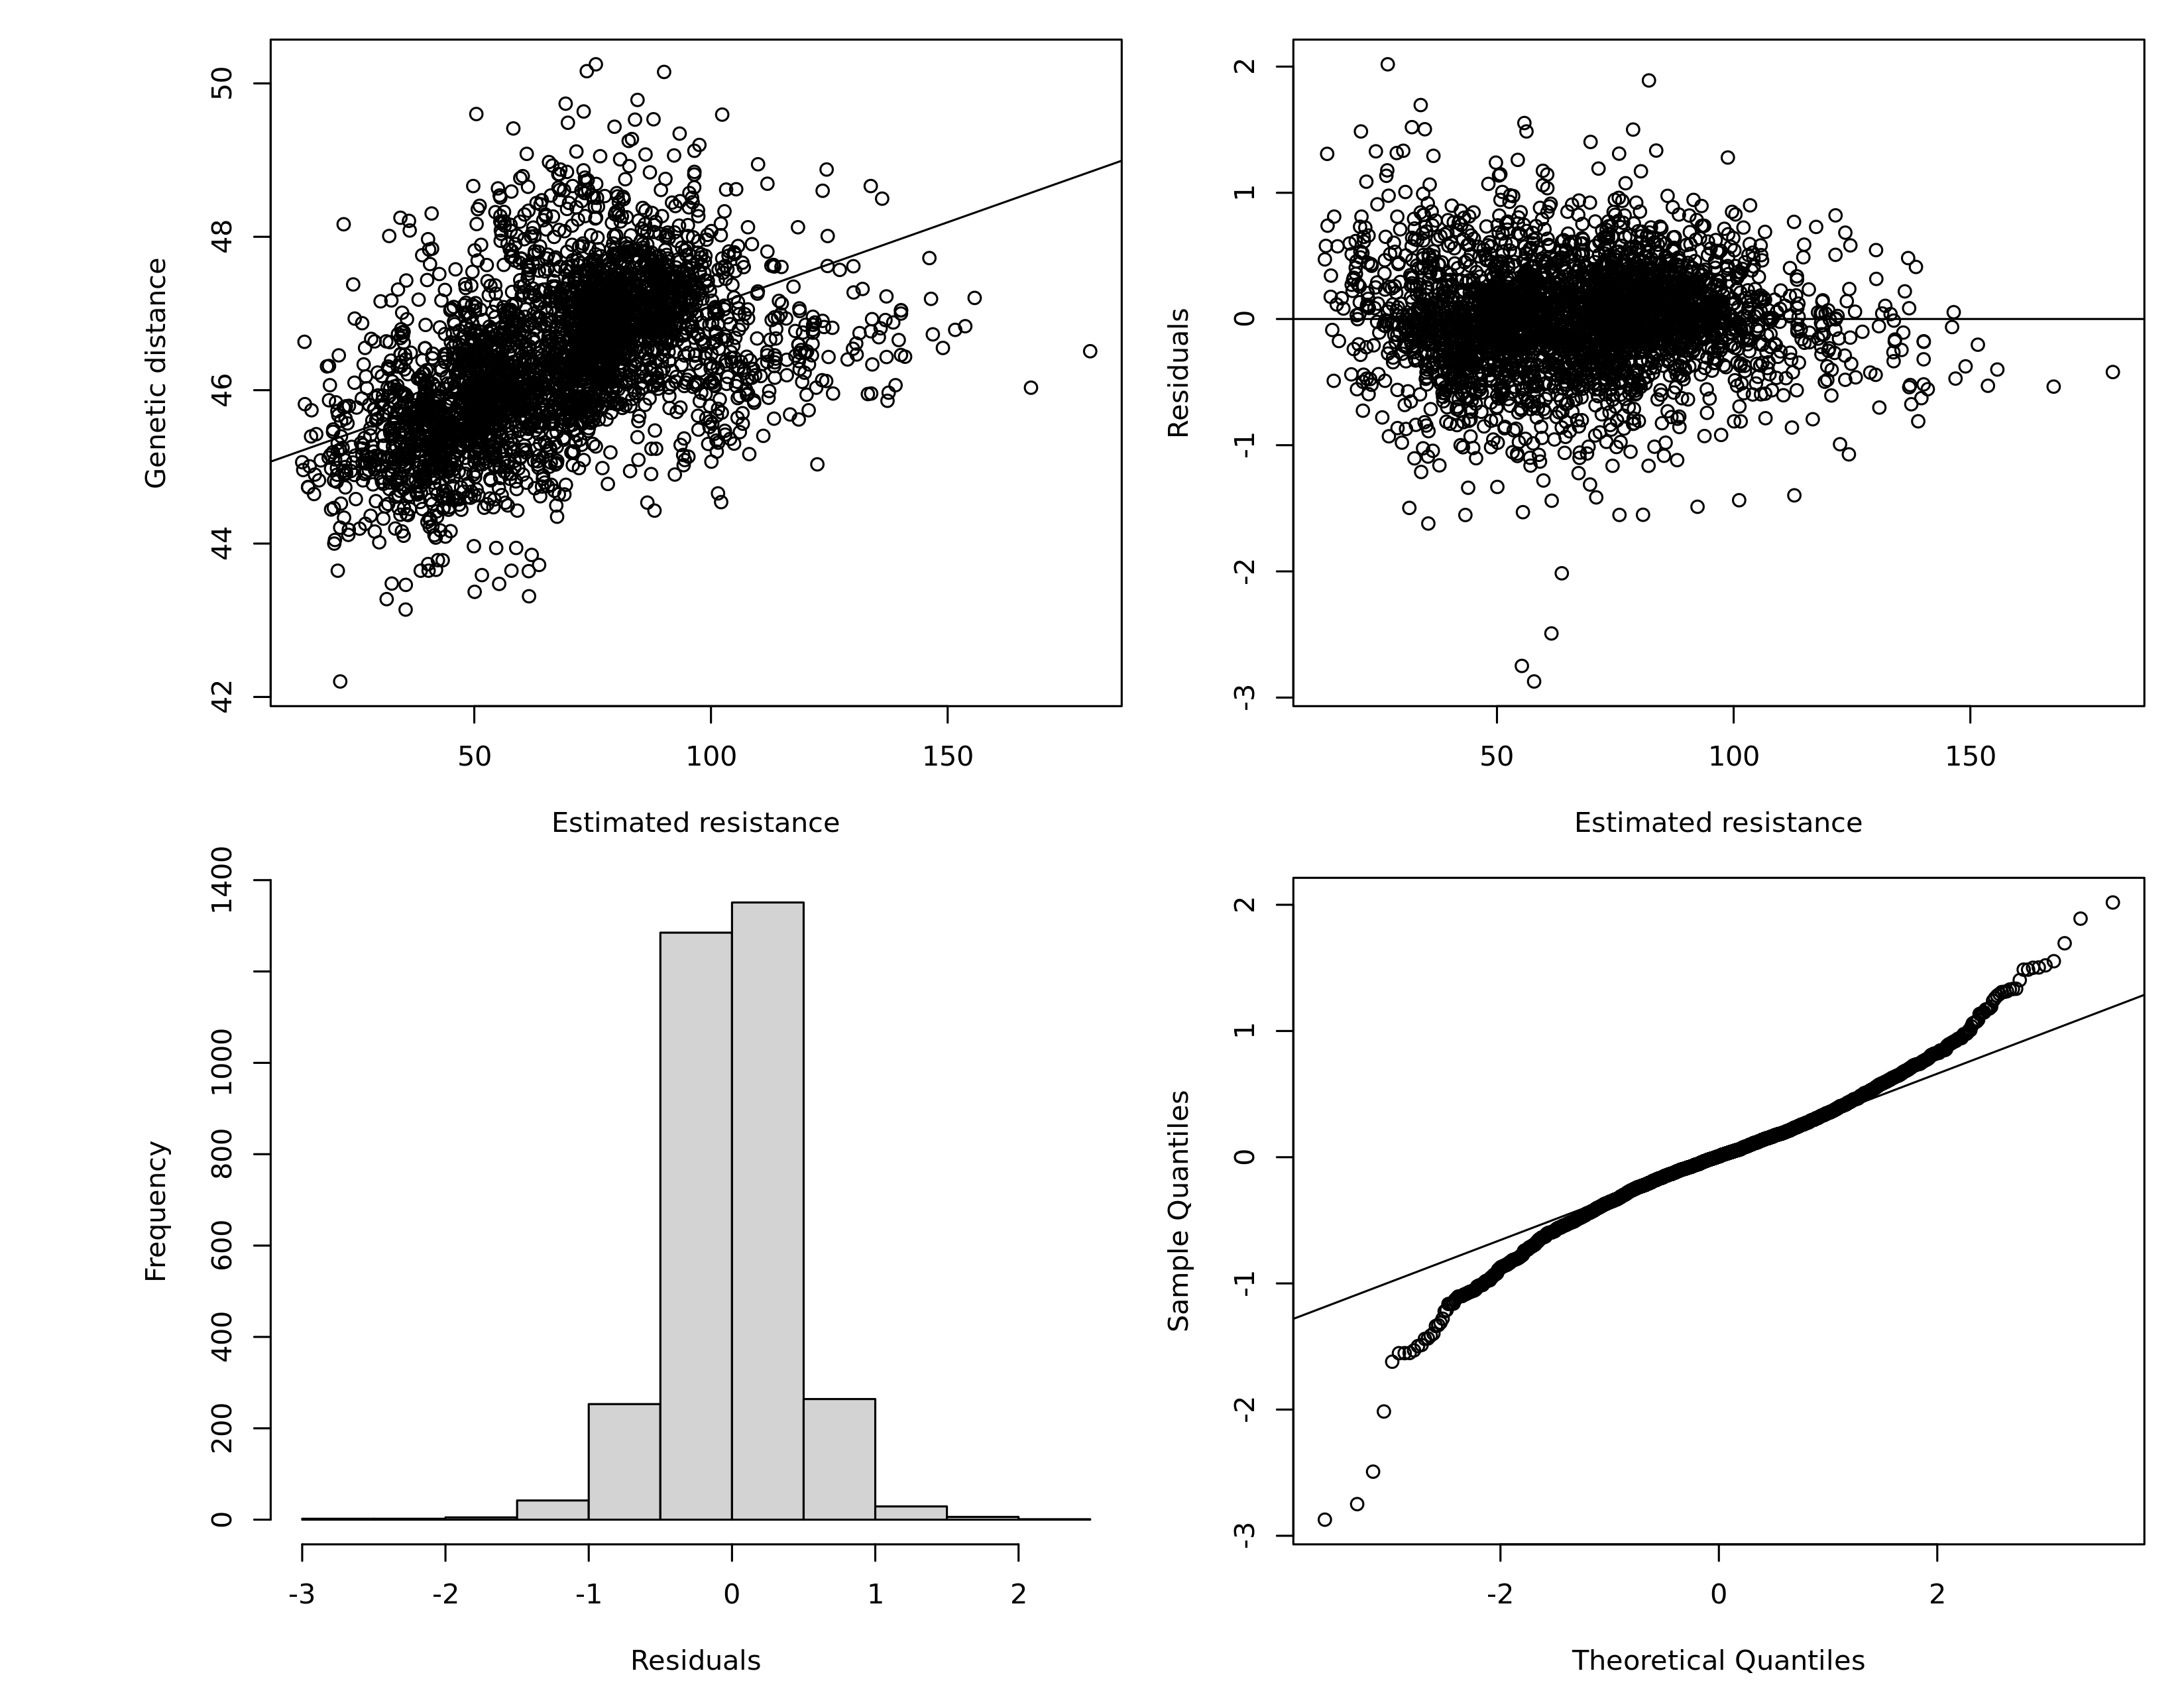 50
48
46
44
42
Genetic distance
50 100 150
Estimated resistance
2
1
0
-1
-2
-3
Residuals
50 100 150
Estimated resistance
1400
1000
800
600
400
200
0
Frequency
-3 -2 -1 0 1 2
Residuals
2
1
0
-1
-2
-3
Sample Quantiles
-2 0 2
Theoretical Quantiles